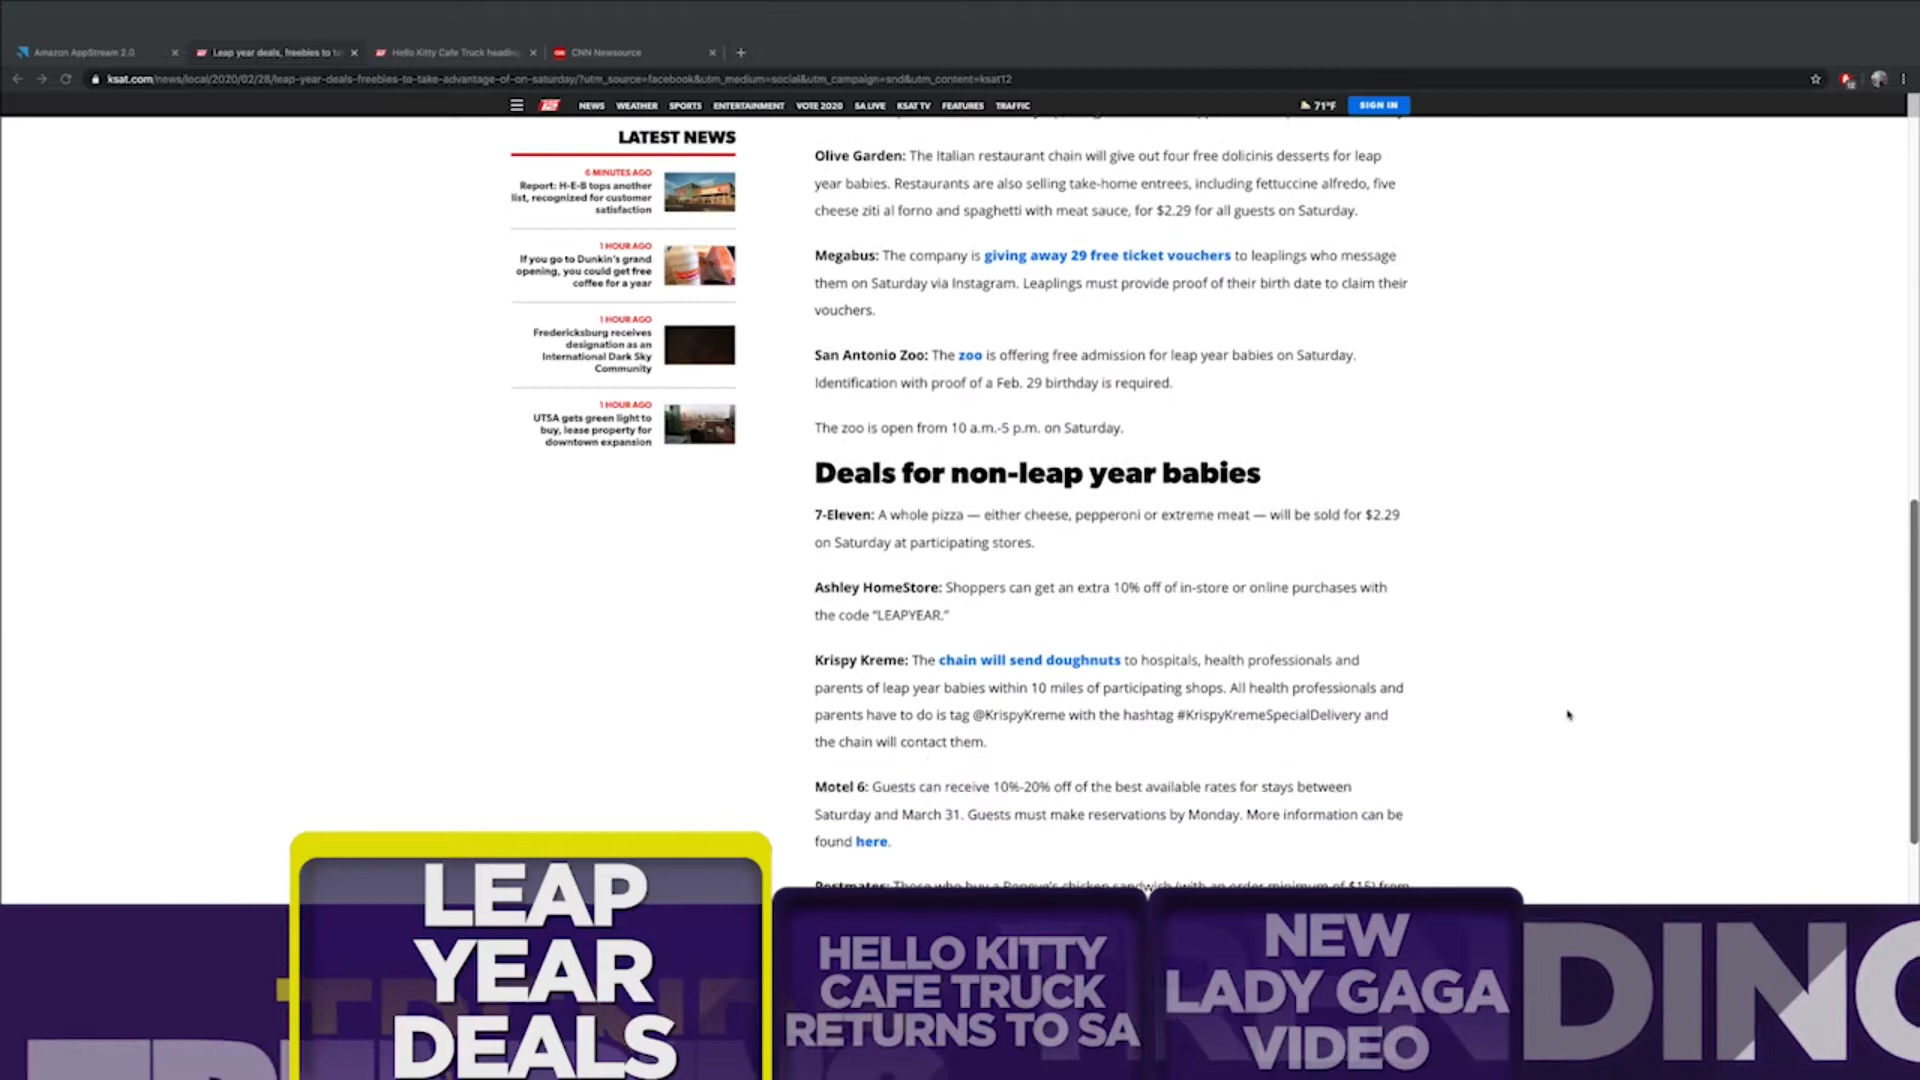 Amazon AppStream 2.0
Leap year deals, freebies to ta
Hello Kitty Cafe Truck heading
CNN Newsource
ksat.com/news/local/2020/02/28/leap-year-deals-freebies-to-take-advantage-of-on-saturday/?utm_source=facebook&utm_medium=social&utm_campaign=snd&utm_content=ksat12
NEWS WEATHER SPORTS ENTERTAINMENT VOTE 2020 SA LIVE KSAT TV FEATURES TRAFFIC 71°F SIGN IN
LATEST NEWS
6 MINUTES AGO
Report: H-E-B tops another
list, recognized for customer
satisfaction
1 HOUR AGO
If you go to Dunkin's grand
opening, you could get free
coffee for a year
1 HOUR AGO
Fredericksburg receives
designation as an
International Dark Sky
Community
1 HOUR AGO
UTSA gets green light to
buy, lease property for
downtown expansion
Olive Garden: The Italian restaurant chain will give out four free dolicinis desserts for leap
year babies. Restaurants are also selling take-home entrees, including fettuccine alfredo, five
cheese ziti al forno and spaghetti with meat sauce, for $2.29 for all guests on Saturday.
Megabus: The company is giving away 29 free ticket vouchers to leaplings who message
them on Saturday via Instagram. Leaplings must provide proof of their birth date to claim their
vouchers.
San Antonio Zoo: The zoo is offering free admission for leap year babies on Saturday.
Identification with proof of a Feb. 29 birthday is required.
The zoo is open from 10 a.m.-5 p.m. on Saturday.
Deals for non-leap year babies
7-Eleven: A whole pizza — either cheese, pepperoni or extreme meat — will be sold for $2.29
on Saturday at participating stores.
Ashley HomeStore: Shoppers can get an extra 10% off of in-store or online purchases with
the code “LEAPYEAR.”
Krispy Kreme: The chain will send doughnuts to hospitals, health professionals and
parents of leap year babies within 10 miles of participating shops. All health professionals and
parents have to do is tag @KrispyKreme with the hashtag #KrispyKremeSpecialDelivery and
the chain will contact them.
Motel 6: Guests can receive 10%-20% off of the best available rates for stays between
Saturday and March 31. Guests must make reservations by Monday. More information can be
found here.
Postmates: Those who buy a Popeye's chicken sandwich (with an order minimum of $15) from
LEAP
YEAR
DEALS
HELLO KITTY
CAFE TRUCK
RETURNS TO SA
NEW
LADY GAGA
VIDEO